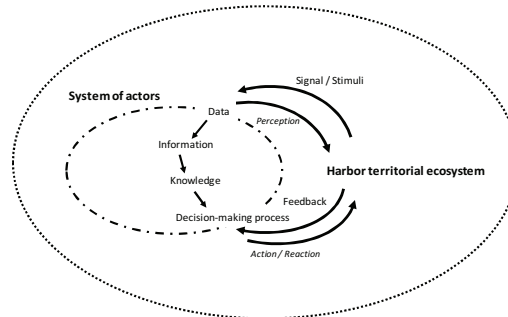 Signal / Stimuli
System of actors
Data
Perception
Information
Harbor territorial ecosystem
Knowledge
Feedback
Decision-making process
Action / Reaction